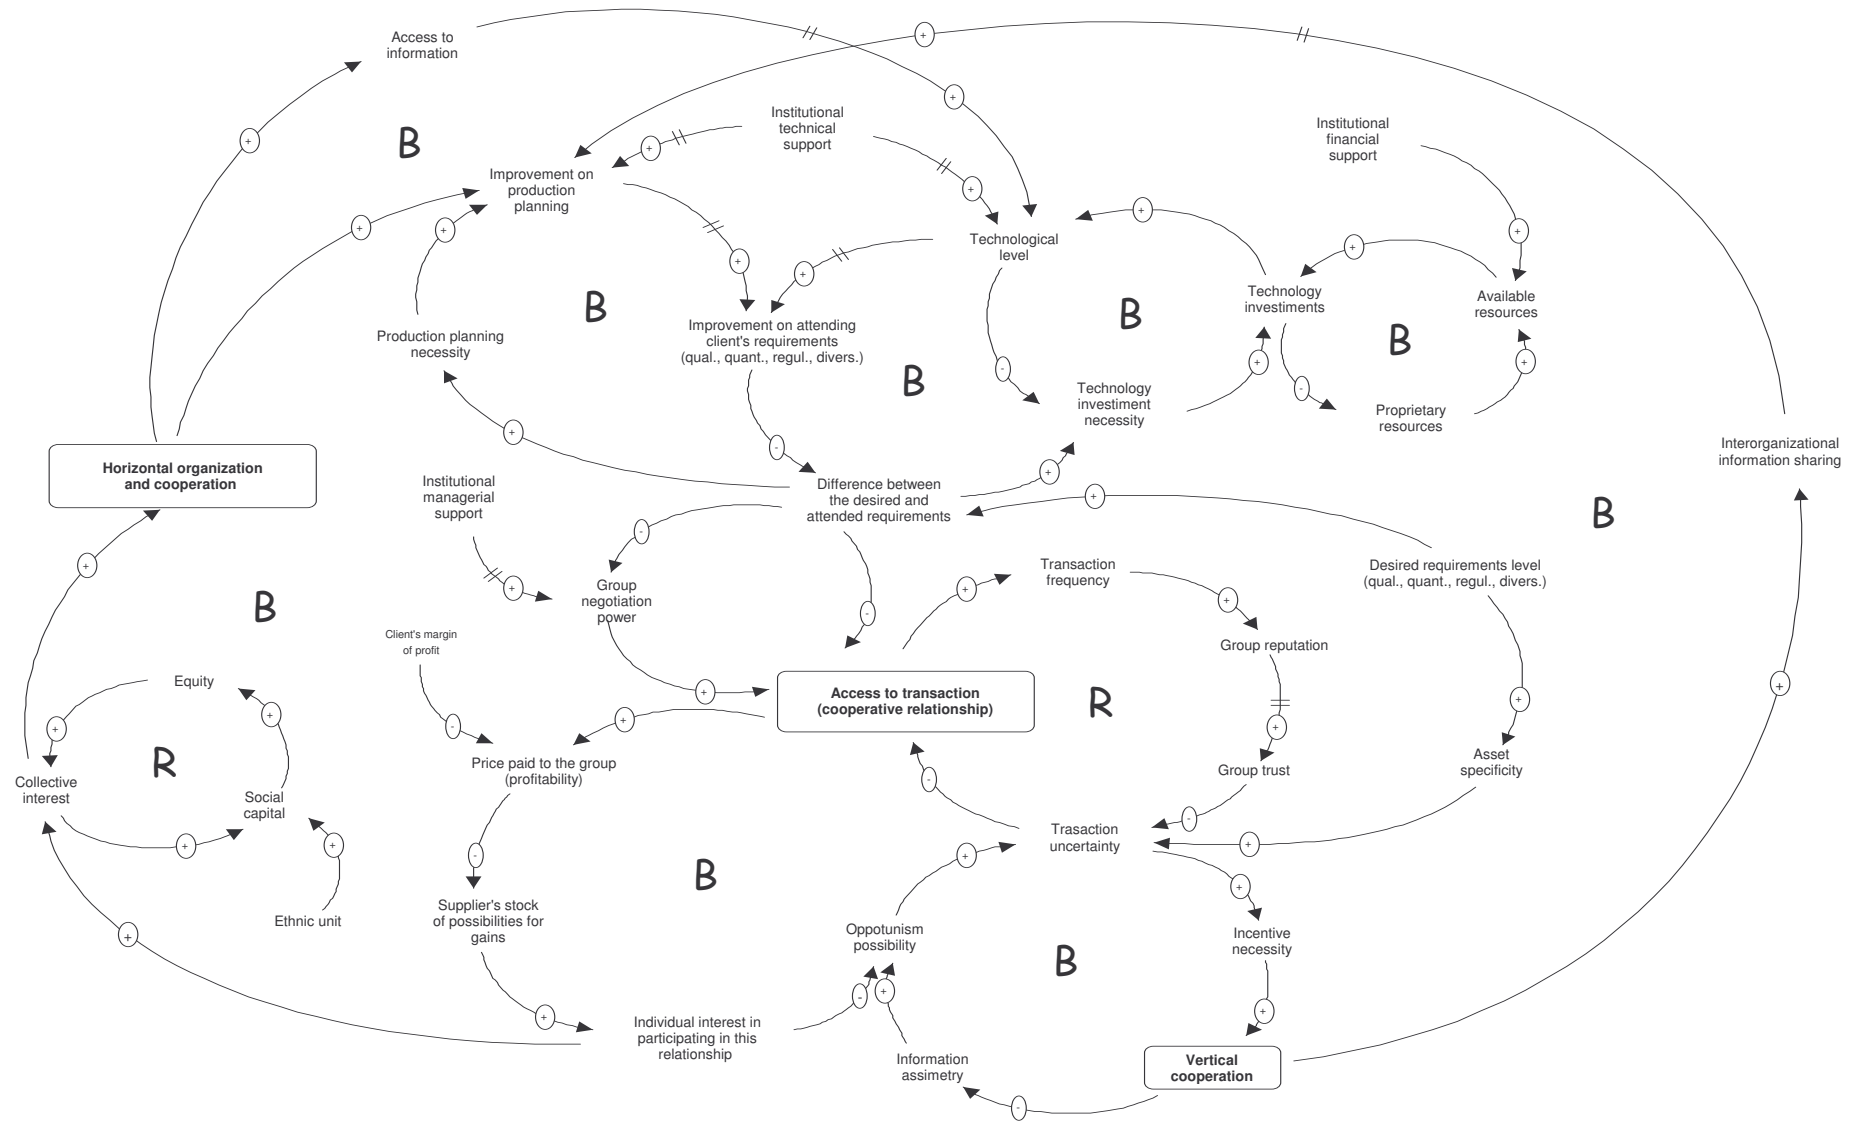 Access to
information
+
+
+
B
Institutional
technical
support
Institutional
financial
support
+
+
+
Improvement on
production
planning
+
+
+
+
Technological
level
+
+
+
Technology
investiments
Available
resources
B
B
B
B
Production planning
necessity
Improvement on attending
client's requirements
(qual., quant., regul., divers.)
B
-
+
-
+
Technology
investiment
necessity
Proprietary
resources
+
-
+
Horizontal organization
and cooperation
Institutional
managerial
support
Difference between
the desired and
attended requirements
+
Interorganizational
information sharing
B
-
+
+
Group
negotiation
power
-
Transaction
frequency
+
+
Desired requirements level
(qual., quant., regul., divers.)
B
Client's margin
of profit
Group reputation
Equity
+
+
-
+
+
Access to transaction
(cooperative relationship)
R
+
+
+
+
R
Collective
interest
Social
capital
Price paid to the group
(profitability)
-
Group trust
Asset
specificity
+
+
-
-
Trasaction
uncertainty
+
+
B
+
Ethnic unit
Supplier's stock
of possibilities for
gains
+
Oppotunism
possibility
B
Incentive
necessity
+
-
+
+
Individual interest in
participating in this
relationship
Information
assimetry
Vertical
cooperation
-